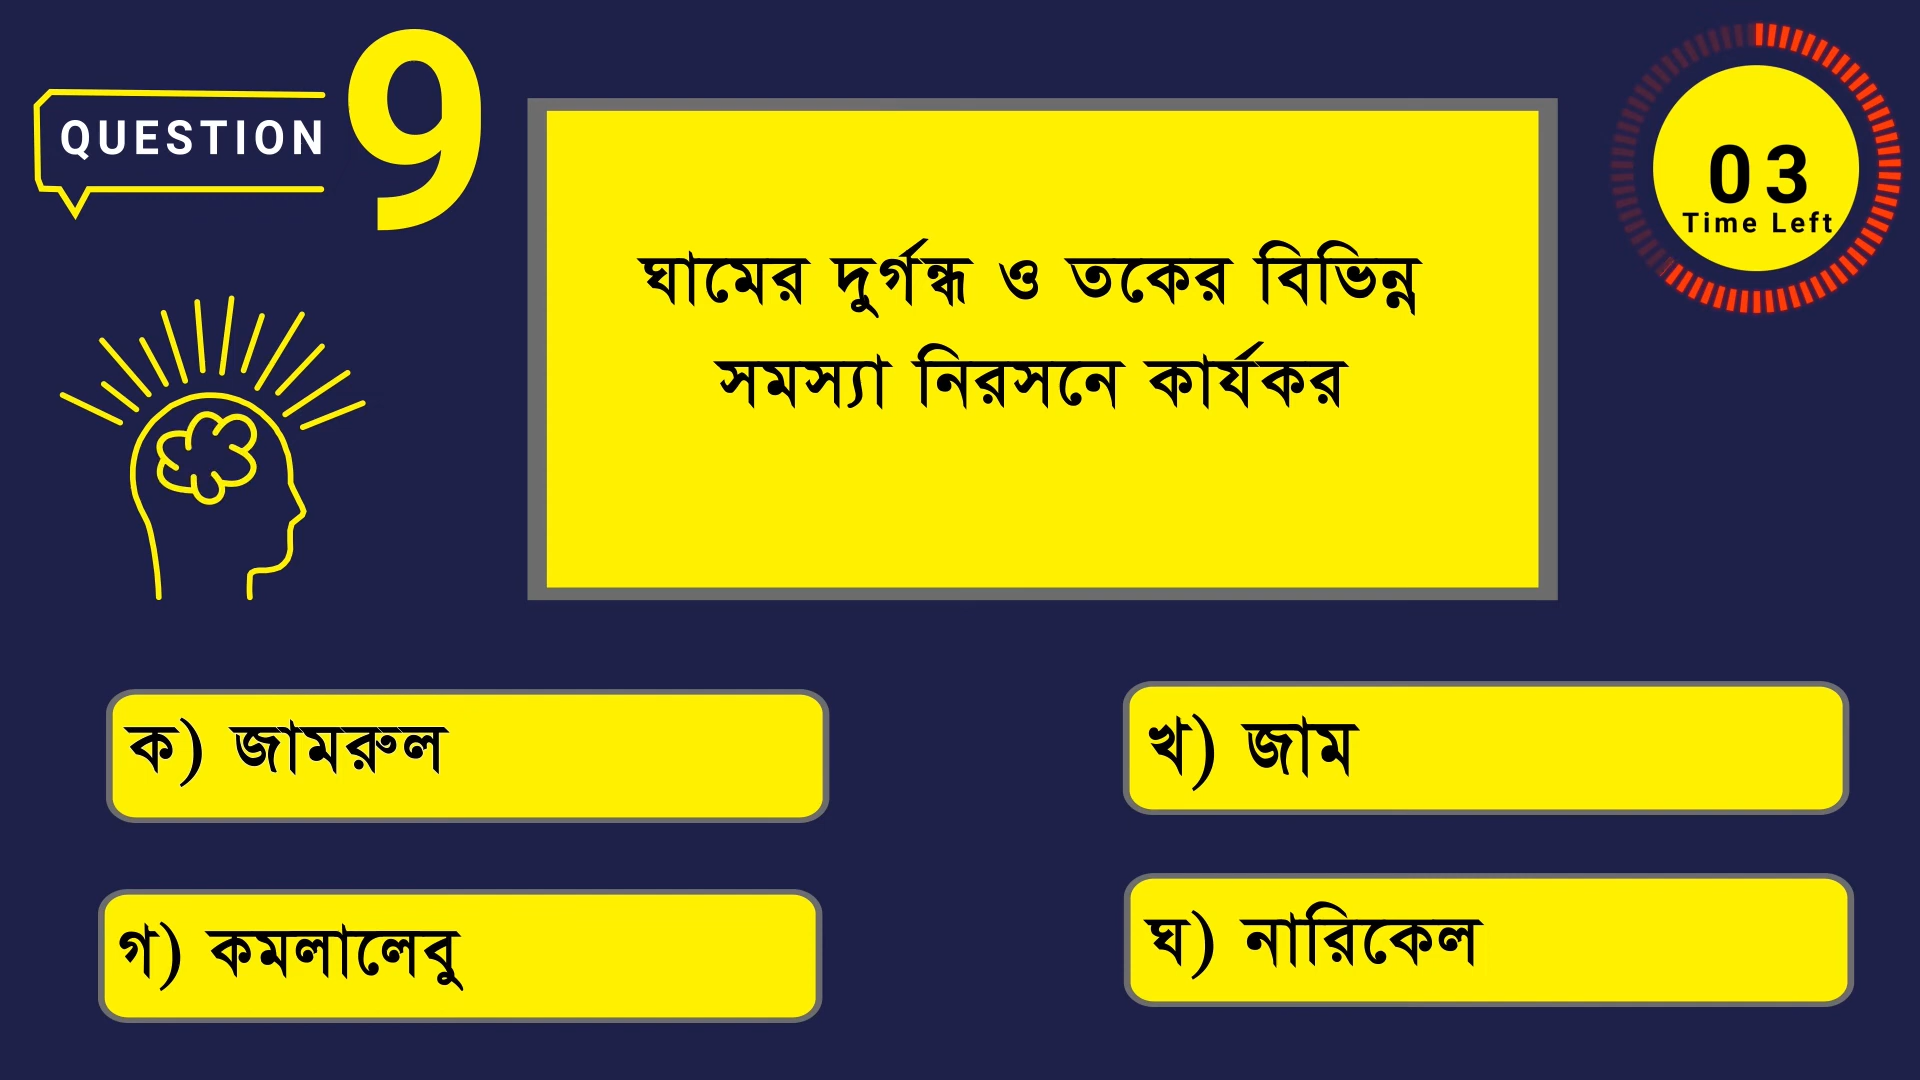 QUESTION 9
03
Time Left
ঘামের দুর্গন্ধ ও তকের বিভিন্ন
সমস্যা নিরসনে কার্যকর
ক) জামরুল
খ) জাম
গ) কমলালেবু
ঘ) নারিকেল